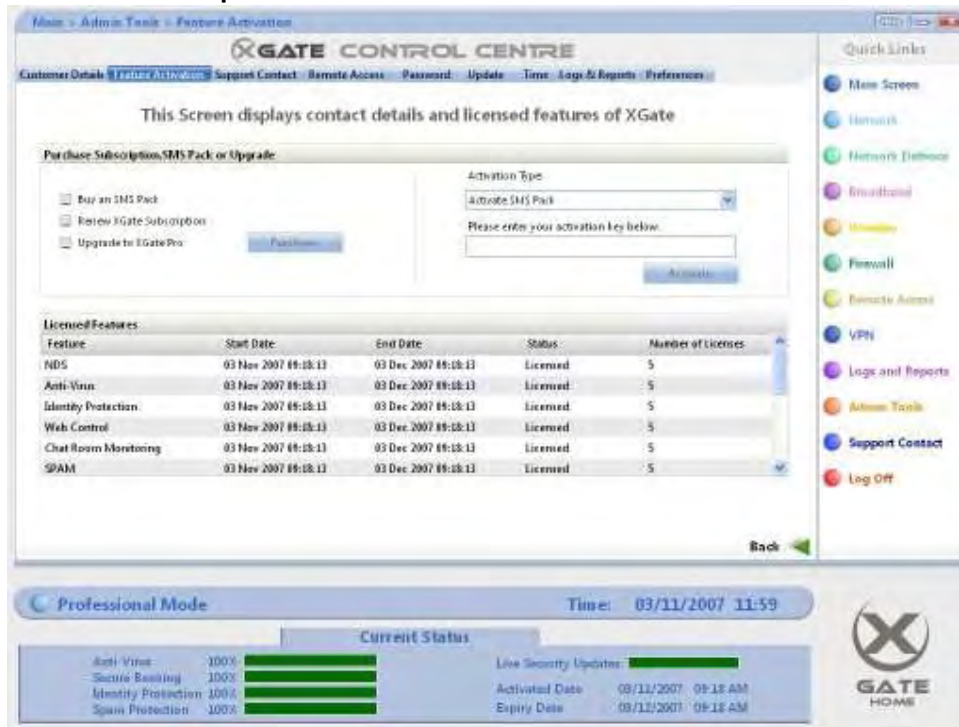 Main > Admin Tools > Feature Activation
XGATE CONTROL CENTRE
Customer Details Feature Activation Support Contact Remote Access Password Update Time Logs & Reports Preferences
This Screen displays contact details and licensed features of XGate
Purchase Subscription,SMS Pack or Upgrade
Buy an SMS Pack
Renew XGate Subscription
Upgrade to XGate Pro
Purchase
Activation Type
Activate SMS Pack
Please enter your activation key below.
Activate
Licensed Features
Feature Start Date End Date Status Number of Licenses
NDS 03 Nov 2007 09:18:13 03 Dec 2007 09:18:13 Licensed 5
Anti-Virus 03 Nov 2007 09:18:13 03 Dec 2007 09:18:13 Licensed 5
Identity Protection 03 Nov 2007 09:18:13 03 Dec 2007 09:18:13 Licensed 5
Web Control 03 Nov 2007 09:18:13 03 Dec 2007 09:18:13 Licensed 5
Chat Room Monitoring 03 Nov 2007 09:18:13 03 Dec 2007 09:18:13 Licensed 5
SPAM 03 Nov 2007 09:18:13 03 Dec 2007 09:18:13 Licensed 5
Back
Quick Links
Main Screen
Network
Network Defence
Broadband
Wireless
Firewall
Remote Access
VPN
Logs and Reports
Admin Tools
Support Contact
Log Off
Professional Mode Time: 03/11/2007 11:59
Current Status
Anti-Virus 100%
Secure Banking 100%
Identity Protection 100%
Spam Protection 100%
Live Security Updates
Activated Date 03/11/2007 09:18 AM
Expiry Date 03/12/2007 09:18 AM
X
GATE
HOME